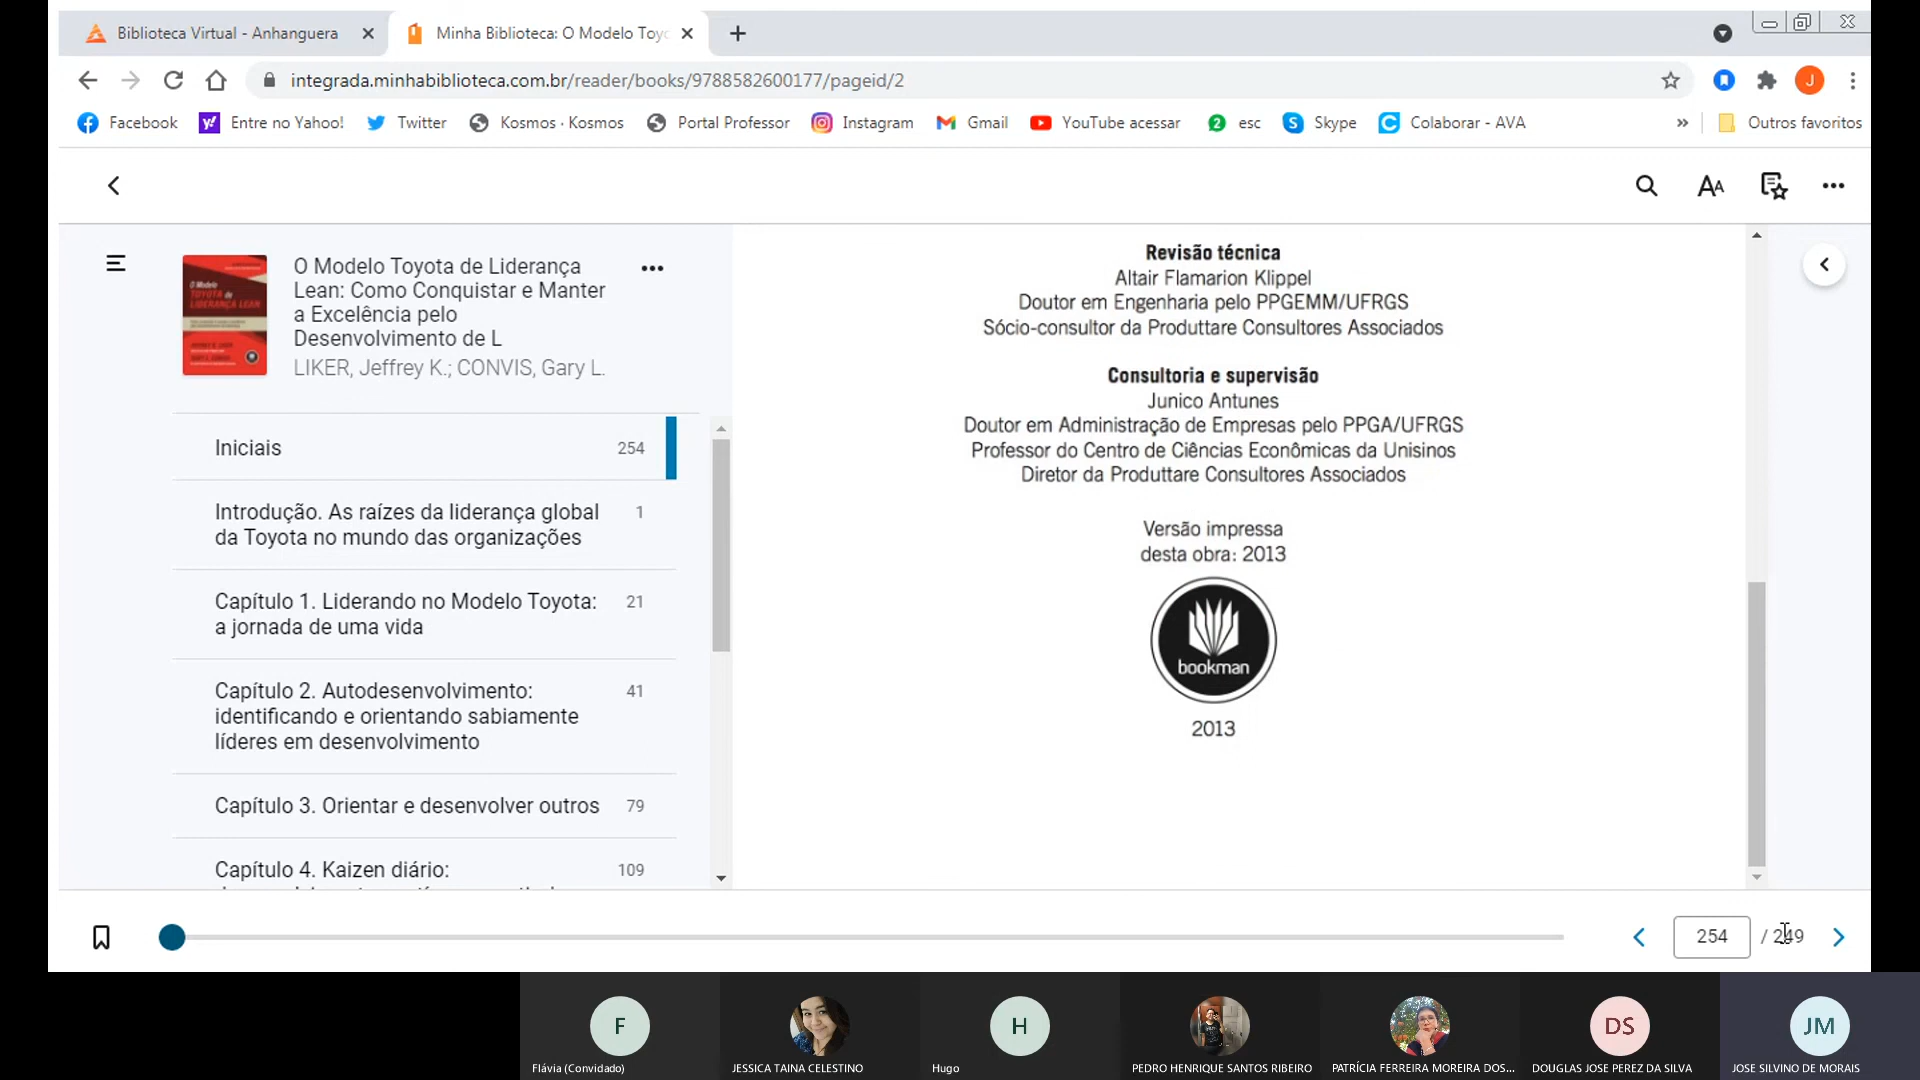 Biblioteca Virtual - Anhanguera
Minha Biblioteca: O Modelo Toyo
integrada.minhabiblioteca.com.br/reader/books/9788582600177/pageid/2
J
Facebook
Entre no Yahoo!
Twitter
Kosmos · Kosmos
Portal Professor
Instagram
Gmail
YouTube acessar
2 esc
Skype
Colaborar - AVA
»
Outros favoritos
O Modelo
TOYOTA de
LIDERANÇA LEAN
O Modelo Toyota de Liderança
Lean: Como Conquistar e Manter
a Excelência pelo
Desenvolvimento de L
LIKER, Jeffrey K.; CONVIS, Gary L.
Iniciais 254
Introdução. As raízes da liderança global 1
da Toyota no mundo das organizações
Capítulo 1. Liderando no Modelo Toyota: 21
a jornada de uma vida
Capítulo 2. Autodesenvolvimento: 41
identificando e orientando sabiamente
líderes em desenvolvimento
Capítulo 3. Orientar e desenvolver outros 79
Capítulo 4. Kaizen diário: 109
Revisão técnica
Altair Flamarion Klippel
Doutor em Engenharia pelo PPGEMM/UFRGS
Sócio-consultor da Produttare Consultores Associados
Consultoria e supervisão
Junico Antunes
Doutor em Administração de Empresas pelo PPGA/UFRGS
Professor do Centro de Ciências Econômicas da Unisinos
Diretor da Produttare Consultores Associados
Versão impressa
desta obra: 2013
bookman
2013
254 / 249
F
H
DS
JM
Flávia (Convidado)
JESSICA TAINA CELESTINO
Hugo
PEDRO HENRIQUE SANTOS RIBEIRO
PATRÍCIA FERREIRA MOREIRA DOS...
DOUGLAS JOSE PEREZ DA SILVA
JOSE SILVINO DE MORAIS